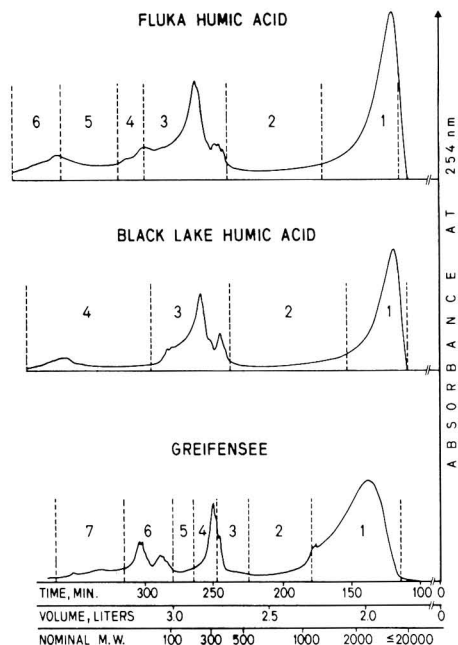 FLUKA HUMIC ACID
6 5 4 3 2 1
BLACK LAKE HUMIC ACID
4 3 2 1
GREIFENSEE
7 6 5 4 3 2 1
ABSORBANCE AT 254 nm
TIME, MIN. 300 250 200 150 100 0
VOLUME, LITERS 3.0 2.5 2.0 0
NOMINAL M.W. 100 300 500 1000 2000 ≤20000